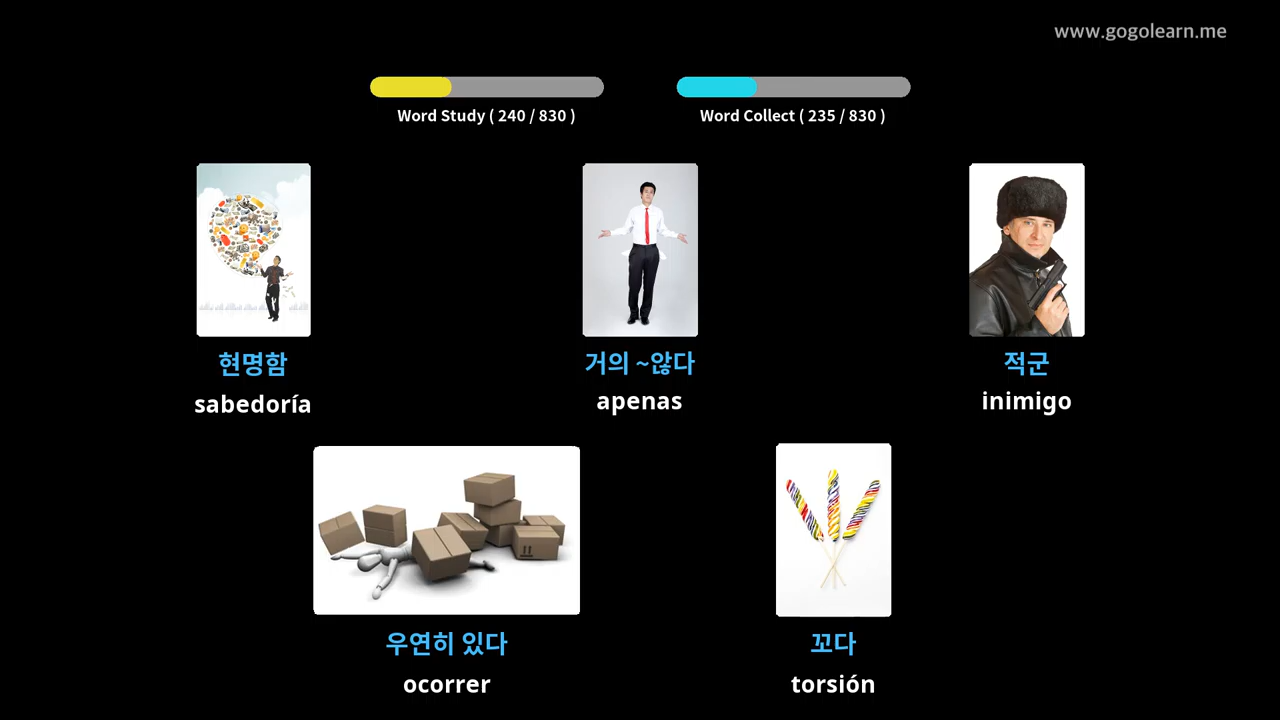 www.gogolearn.me
Word Study ( 240 / 830 )
Word Collect ( 235 / 830 )
현명함
거의 ~않다
적군
sabedoría
apenas
inimigo
우연히 있다
꼬다
ocorrer
torsión